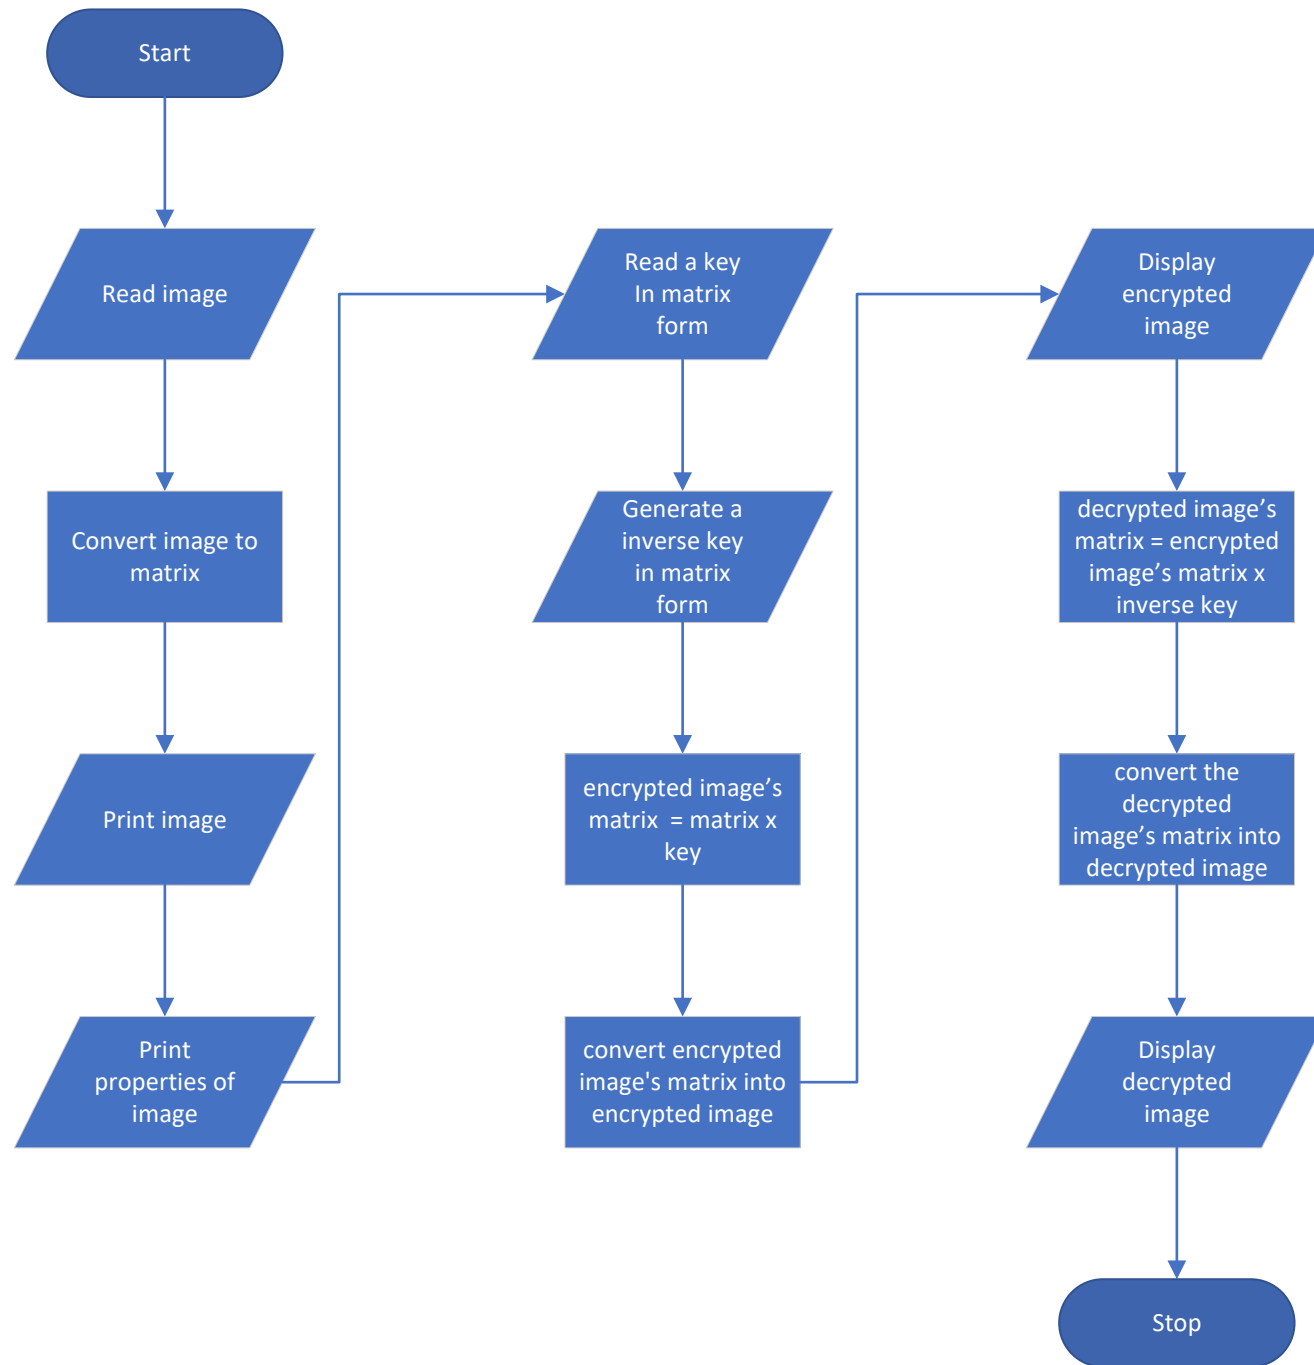 Start
Read image
Convert image to
matrix
Print image
Print
properties of
image
Read a key
In matrix
form
Generate a
inverse key
in matrix
form
encrypted image’s
matrix  = matrix x
key
convert encrypted
image's matrix into
encrypted image
Display
encrypted
image
decrypted image’s
matrix = encrypted
image’s matrix x
inverse key
convert the
decrypted
image’s matrix into
decrypted image
Display
decrypted
image
Stop